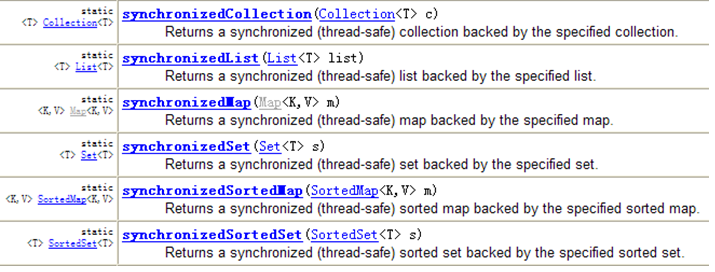 static
<T> Collection<T>
synchronizedCollection(Collection<T> c)
Returns a synchronized (thread-safe) collection backed by the specified collection.
static
<T> List<T>
synchronizedList(List<T> list)
Returns a synchronized (thread-safe) list backed by the specified list.
static
<K,V> Map<K,V>
synchronizedMap(Map<K,V> m)
Returns a synchronized (thread-safe) map backed by the specified map.
static
<T> Set<T>
synchronizedSet(Set<T> s)
Returns a synchronized (thread-safe) set backed by the specified set.
static
<K,V> SortedMap<K,V>
synchronizedSortedMap(SortedMap<K,V> m)
Returns a synchronized (thread-safe) sorted map backed by the specified sorted map.
static
<T> SortedSet<T>
synchronizedSortedSet(SortedSet<T> s)
Returns a synchronized (thread-safe) sorted set backed by the specified sorted set.